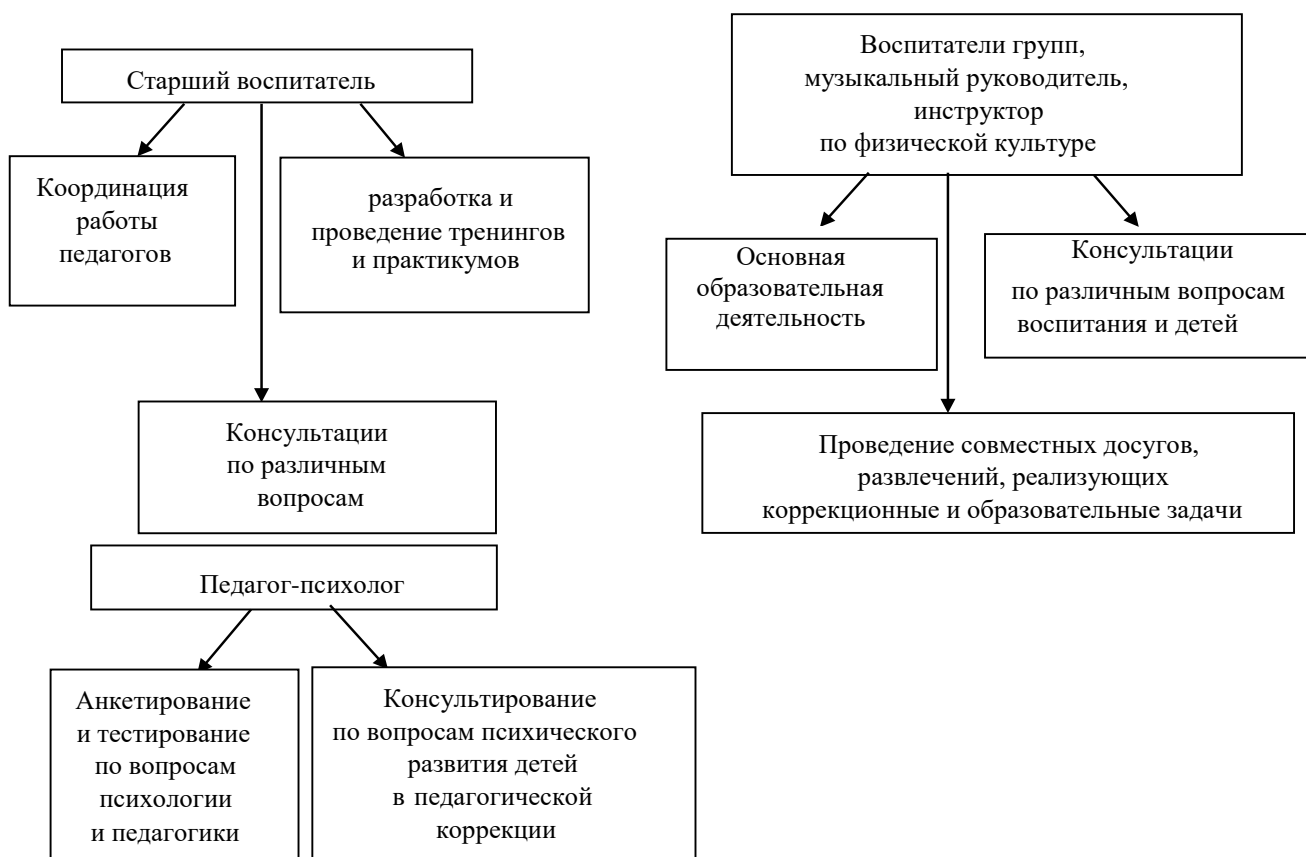 Старший воспитатель
Координация
работы
педагогов
разработка и
проведение тренингов
и практикумов
Консультации
по различным
вопросам
Воспитатели групп,
музыкальный руководитель,
инструктор
по физической культуре
Основная
образовательная
деятельность
Консультации
по различным вопросам
воспитания и детей
Проведение совместных досугов,
развлечений, реализующих
коррекционные и образовательные задачи
Педагог-психолог
Анкетирование
и тестирование
по вопросам
психологии
и педагогики
Консультирование
по вопросам психического
развития детей
в педагогической
коррекции